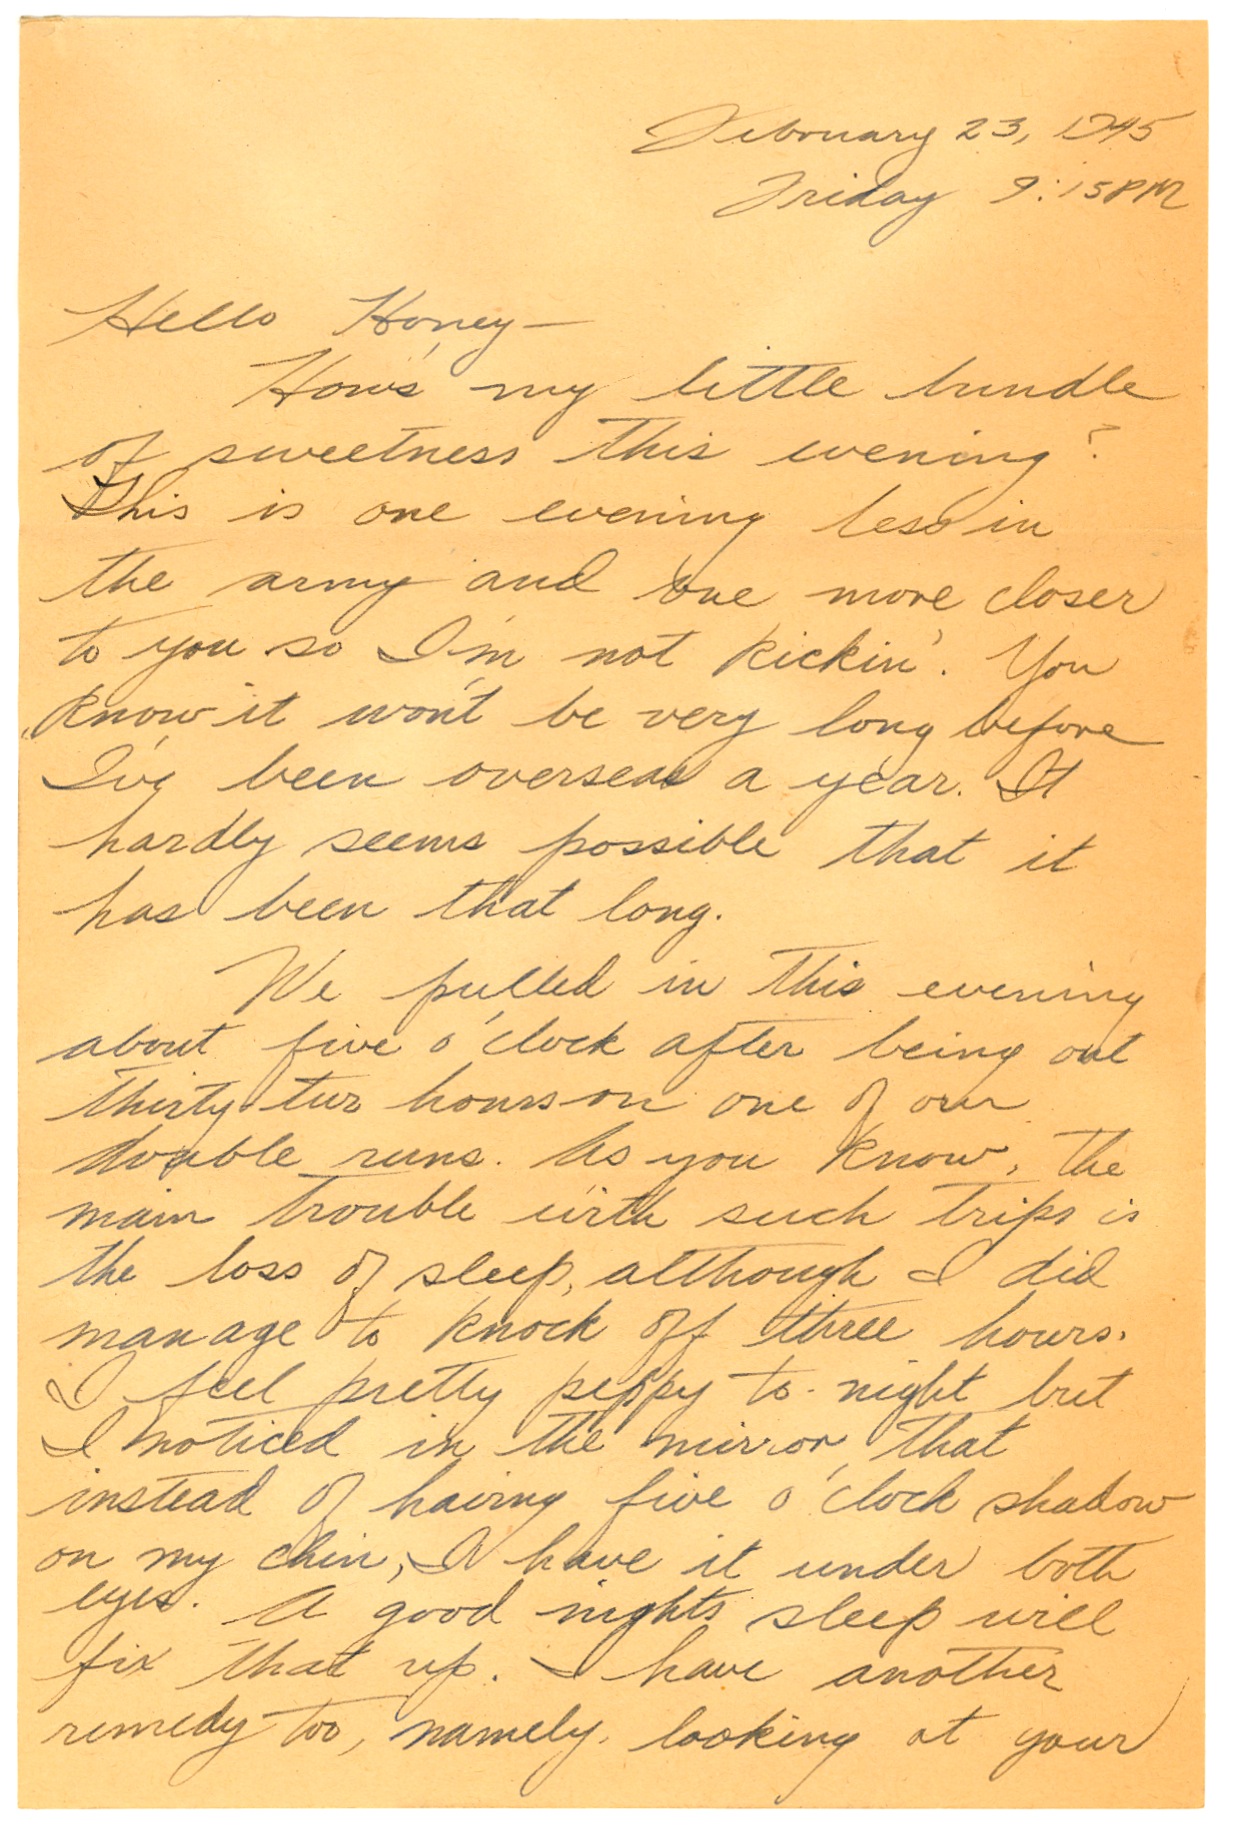 February 23, 1945
Friday 9:15 PM
Hello Honey—
How's my little bundle
of sweetness this evening?
This is one evening less in
the army and one more closer
to you so I'm not kickin'. You
know it won't be very long before
I've been overseas a year. It
hardly seems possible that it
has been that long.
We pulled in this evening
about five o'clock after being out
thirty two hours on one of our
double runs. As you know, the
main trouble with such trips is
the loss of sleep, although I did
manage to knock off three hours.
I feel pretty peppy to-night but
I noticed in the mirror, that
instead of having five o'clock shadow
on my chin, I have it under both
eyes. A good nights sleep will
fix that up. I have another
remedy too, namely, looking at your